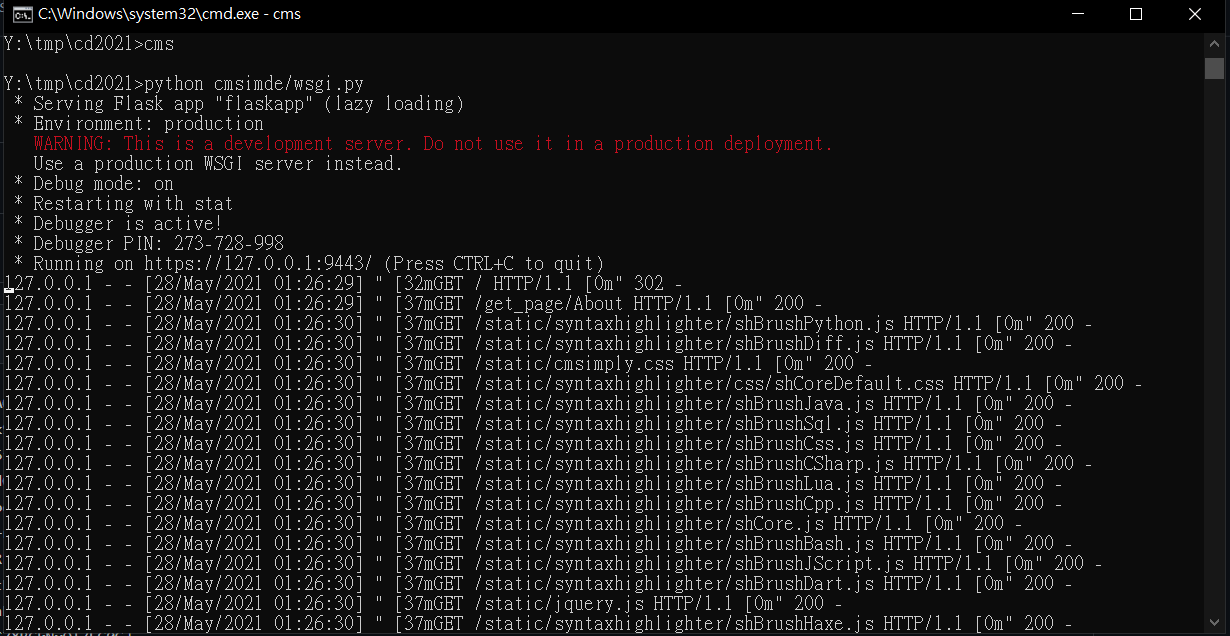 C:\Windows\system32\cmd.exe - cms
Y:\tmp\cd2021>cms
Y:\tmp\cd2021>python cmsimde/wsgi.py
 * Serving Flask app "flaskapp" (lazy loading)
 * Environment: production
   WARNING: This is a development server. Do not use it in a production deployment.
   Use a production WSGI server instead.
 * Debug mode: on
 * Restarting with stat
 * Debugger is active!
 * Debugger PIN: 273-728-998
 * Running on https://127.0.0.1:9443/ (Press CTRL+C to quit)
127.0.0.1 - - [28/May/2021 01:26:29] " [32mGET / HTTP/1.1 [0m" 302 -
127.0.0.1 - - [28/May/2021 01:26:29] " [37mGET /get_page/About HTTP/1.1 [0m" 200 -
127.0.0.1 - - [28/May/2021 01:26:30] " [37mGET /static/syntaxhighlighter/shBrushPython.js HTTP/1.1 [0m" 200 -
127.0.0.1 - - [28/May/2021 01:26:30] " [37mGET /static/syntaxhighlighter/shBrushDiff.js HTTP/1.1 [0m" 200 -
127.0.0.1 - - [28/May/2021 01:26:30] " [37mGET /static/cmsimply.css HTTP/1.1 [0m" 200 -
127.0.0.1 - - [28/May/2021 01:26:30] " [37mGET /static/syntaxhighlighter/css/shCoreDefault.css HTTP/1.1 [0m" 200 -
127.0.0.1 - - [28/May/2021 01:26:30] " [37mGET /static/syntaxhighlighter/shBrushJava.js HTTP/1.1 [0m" 200 -
127.0.0.1 - - [28/May/2021 01:26:30] " [37mGET /static/syntaxhighlighter/shBrushSql.js HTTP/1.1 [0m" 200 -
127.0.0.1 - - [28/May/2021 01:26:30] " [37mGET /static/syntaxhighlighter/shBrushCss.js HTTP/1.1 [0m" 200 -
127.0.0.1 - - [28/May/2021 01:26:30] " [37mGET /static/syntaxhighlighter/shBrushCSharp.js HTTP/1.1 [0m" 200 -
127.0.0.1 - - [28/May/2021 01:26:30] " [37mGET /static/syntaxhighlighter/shBrushLua.js HTTP/1.1 [0m" 200 -
127.0.0.1 - - [28/May/2021 01:26:30] " [37mGET /static/syntaxhighlighter/shBrushCpp.js HTTP/1.1 [0m" 200 -
127.0.0.1 - - [28/May/2021 01:26:30] " [37mGET /static/syntaxhighlighter/shCore.js HTTP/1.1 [0m" 200 -
127.0.0.1 - - [28/May/2021 01:26:30] " [37mGET /static/syntaxhighlighter/shBrushBash.js HTTP/1.1 [0m" 200 -
127.0.0.1 - - [28/May/2021 01:26:30] " [37mGET /static/syntaxhighlighter/shBrushJScript.js HTTP/1.1 [0m" 200 -
127.0.0.1 - - [28/May/2021 01:26:30] " [37mGET /static/syntaxhighlighter/shBrushDart.js HTTP/1.1 [0m" 200 -
127.0.0.1 - - [28/May/2021 01:26:30] " [37mGET /static/jquery.js HTTP/1.1 [0m" 200 -
127.0.0.1 - - [28/May/2021 01:26:30] " [37mGET /static/syntaxhighlighter/shBrushHaxe.js HTTP/1.1 [0m" 200 -